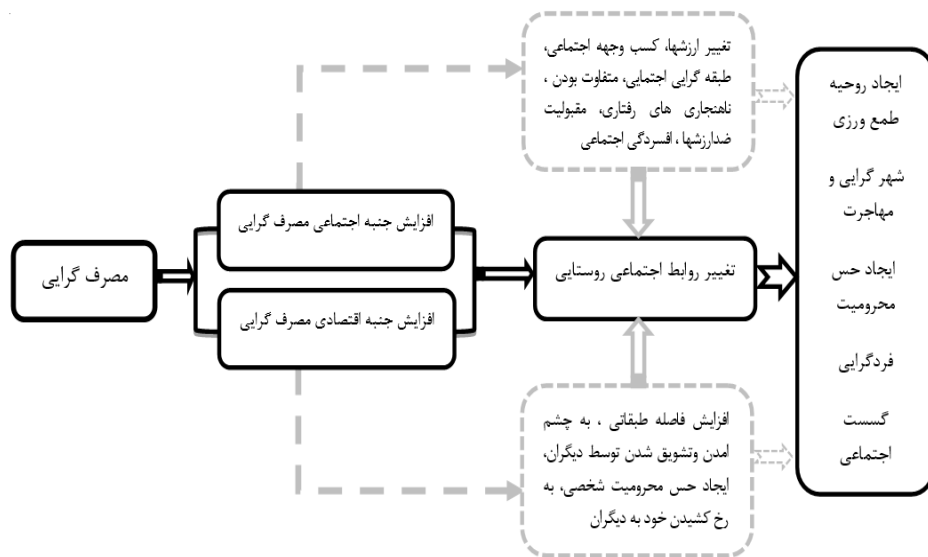 تغییر ارزشها، کسب وجهه اجتماعی،
طبقه گرایی اجتمایی، متفاوت بودن ،
ناهنجاری های رفتاری، مقبولیت
ضدارزشها ، افسردگی اجتماعی
ایجاد روحیه
طمع ورزی
شهر گرایی و
مهاجرت
ایجاد حس
محرومیت
فردگرایی
گسست
اجتماعی
افزایش جنبه اجتماعی مصرف گرایی
تغییر روابط اجتماعی روستایی
مصرف گرایی
افزایش جنبه اقتصادی مصرف گرایی
افزایش فاصله طبقاتی ، به چشم
امدن وتشویق شدن توسط دیگران،
ایجاد حس محرومیت شخصی، به
رخ کشیدن خود به دیگران